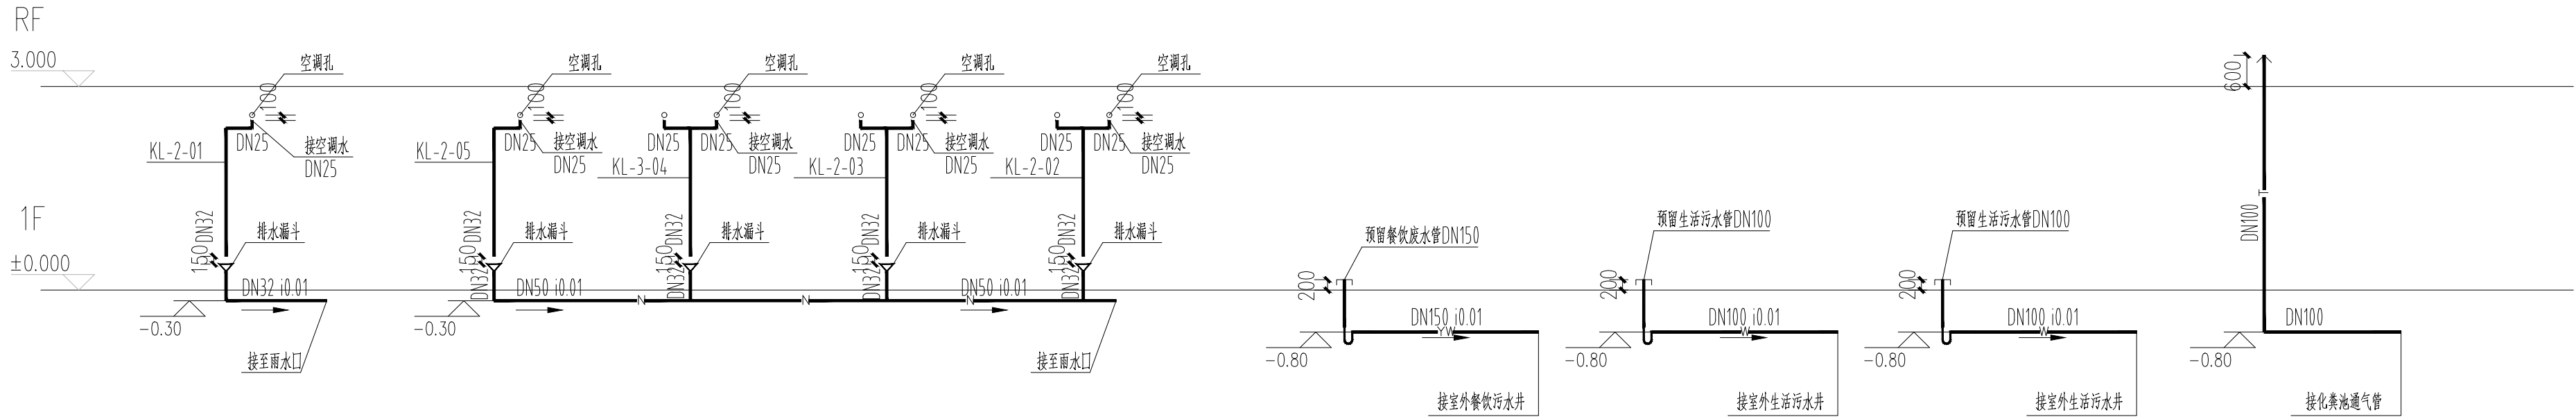 RF
3.000
空调孔
空调孔
空调孔
空调孔
空调孔
600
100
100
100
100
100
DN25
接空调水
DN25
DN25
接空调水
DN25
DN25
DN25
接空调水
DN25
DN25
DN25
接空调水
DN25
DN25
DN25
接空调水
DN25
KL-2-01
KL-2-05
KL-3-04
KL-2-03
KL-2-02
T
1F
DN32
DN32
DN32
DN32
DN32
DN100
排水漏斗
排水漏斗
排水漏斗
排水漏斗
排水漏斗
预留餐饮废水管DN150
预留生活污水管DN100
预留生活污水管DN100
150
150
150
150
150
±0.000
200
200
200
DN32 i0.01
DN32
DN50 i0.01
DN32
DN32
DN50 i0.01
DN32
N
N
N
-0.30
-0.30
DN150 i0.01
YW
DN100 i0.01
W
DN100 i0.01
W
DN100
-0.80
-0.80
-0.80
-0.80
接至雨水口
接至雨水口
接室外餐饮污水井
接室外生活污水井
接室外生活污水井
接化粪池通气管